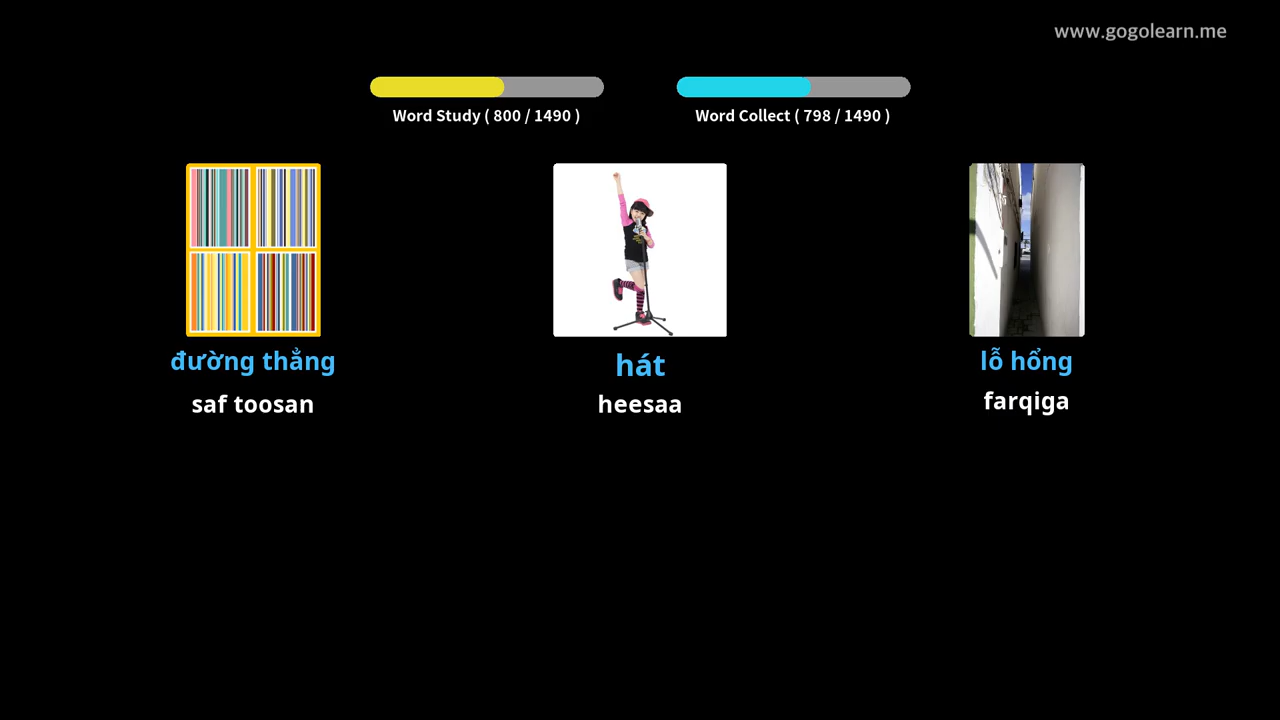 www.gogolearn.me
Word Study ( 800 / 1490 )
Word Collect ( 798 / 1490 )
đường thẳng
hát
lỗ hổng
saf toosan
heesaa
farqiga